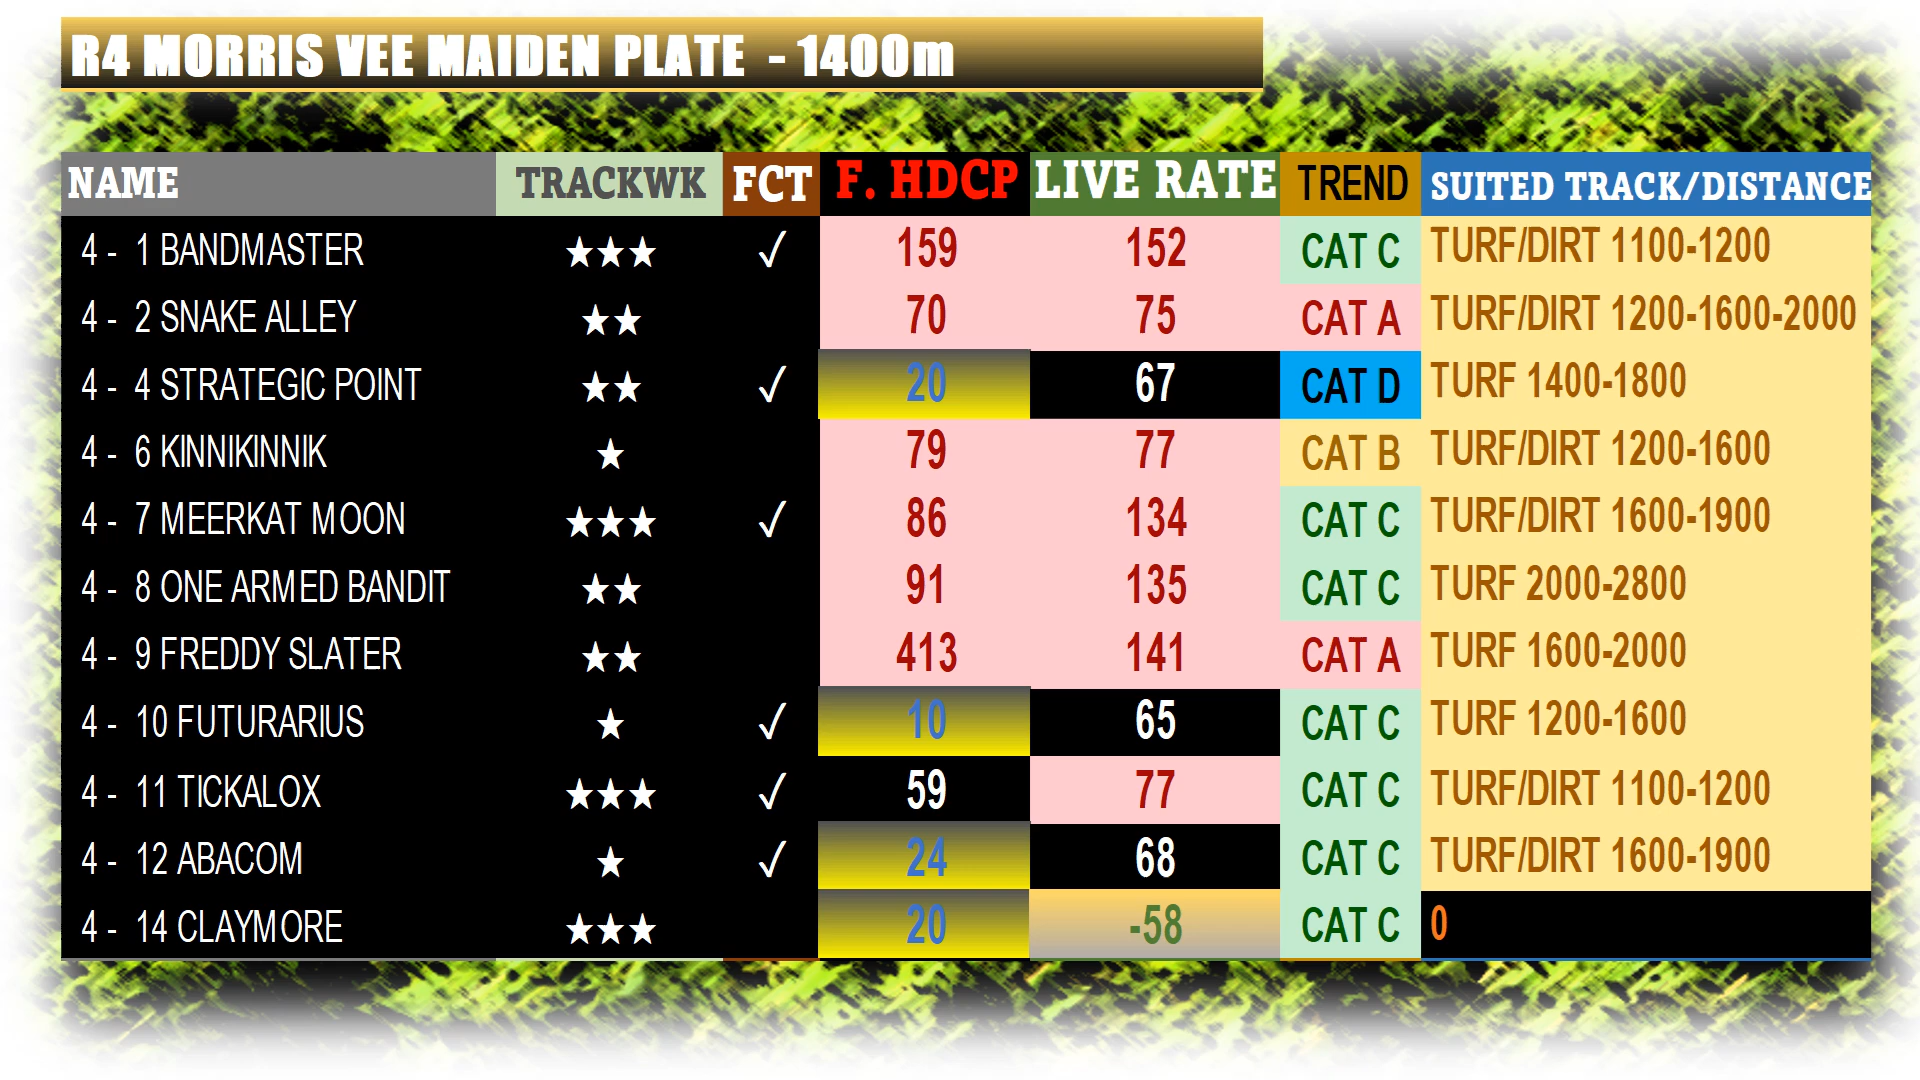 R4 MORRIS VEE MAIDEN PLATE - 1400m
NAME TRACKWK FCT F. HDCP LIVE RATE TREND SUITED TRACK/DISTANCE
4 - 1 BANDMASTER ★★★ ✓ 159 152 CAT C TURF/DIRT 1100-1200
4 - 2 SNAKE ALLEY ★★ 70 75 CAT A TURF/DIRT 1200-1600-2000
4 - 4 STRATEGIC POINT ★★ ✓ 20 67 CAT D TURF 1400-1800
4 - 6 KINNIKINNIK ★ 79 77 CAT B TURF/DIRT 1200-1600
4 - 7 MEERKAT MOON ★★★ ✓ 86 134 CAT C TURF/DIRT 1600-1900
4 - 8 ONE ARMED BANDIT ★★ 91 135 CAT C TURF 2000-2800
4 - 9 FREDDY SLATER ★★ 413 141 CAT A TURF 1600-2000
4 - 10 FUTURARIUS ★ ✓ 10 65 CAT C TURF 1200-1600
4 - 11 TICKALOX ★★★ ✓ 59 77 CAT C TURF/DIRT 1100-1200
4 - 12 ABACOM ★ ✓ 24 68 CAT C TURF/DIRT 1600-1900
4 - 14 CLAYMORE ★★★ 20 -58 CAT C 0